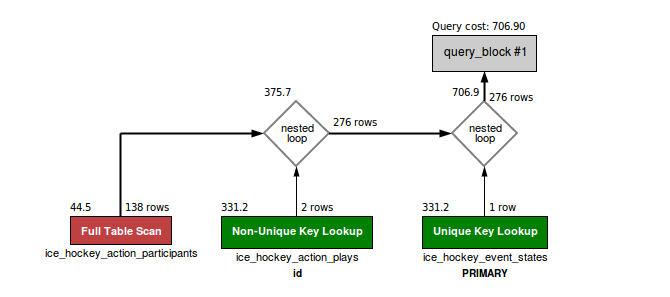 Query cost: 706.90
query_block #1
706.9
276 rows
375.7
nested
loop
276 rows
nested
loop
44.5
138 rows
331.2
2 rows
331.2
1 row
Full Table Scan
Non-Unique Key Lookup
Unique Key Lookup
ice_hockey_action_participants
ice_hockey_action_plays
ice_hockey_event_states
id
PRIMARY